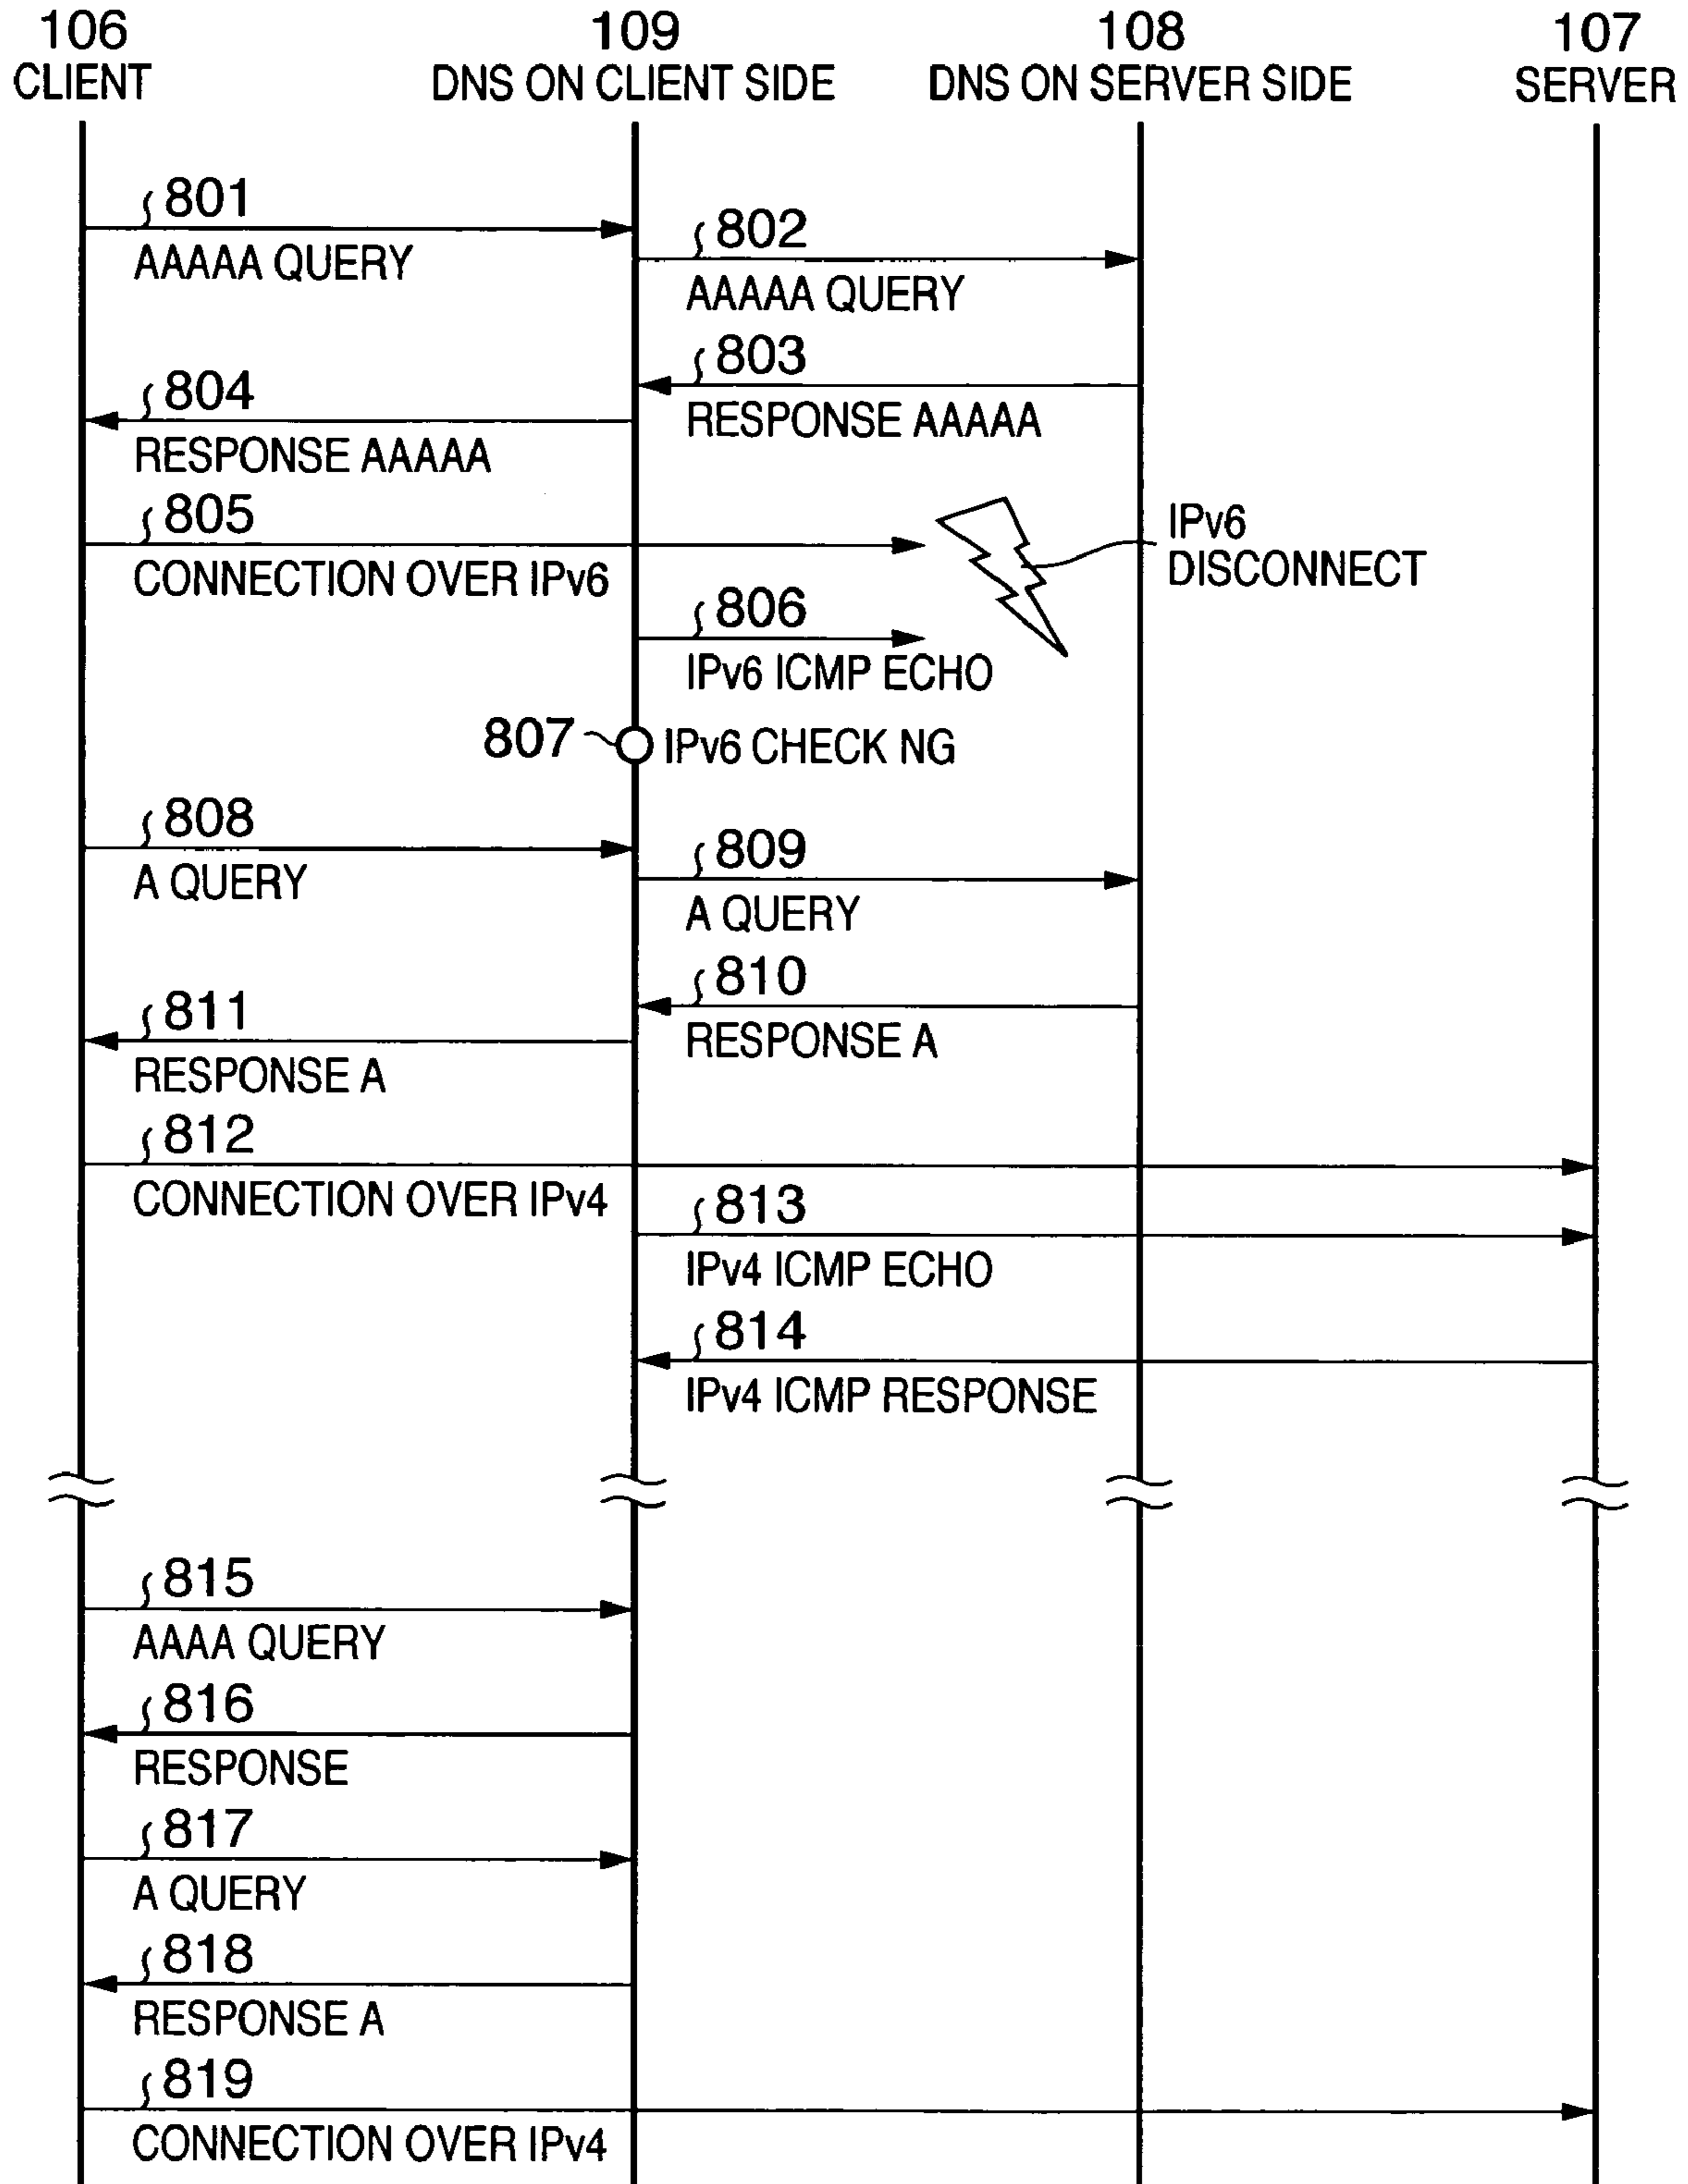 106
CLIENT
109
DNS ON CLIENT SIDE
108
DNS ON SERVER SIDE
107
SERVER
801
AAAAA QUERY
802
AAAAA QUERY
803
RESPONSE AAAAA
804
RESPONSE AAAAA
805
CONNECTION OVER IPv6
IPv6
DISCONNECT
806
IPv6 ICMP ECHO
807
IPv6 CHECK NG
808
A QUERY
809
A QUERY
810
RESPONSE A
811
RESPONSE A
812
CONNECTION OVER IPv4
813
IPv4 ICMP ECHO
814
IPv4 ICMP RESPONSE
815
AAAA QUERY
816
RESPONSE
817
A QUERY
818
RESPONSE A
819
CONNECTION OVER IPv4